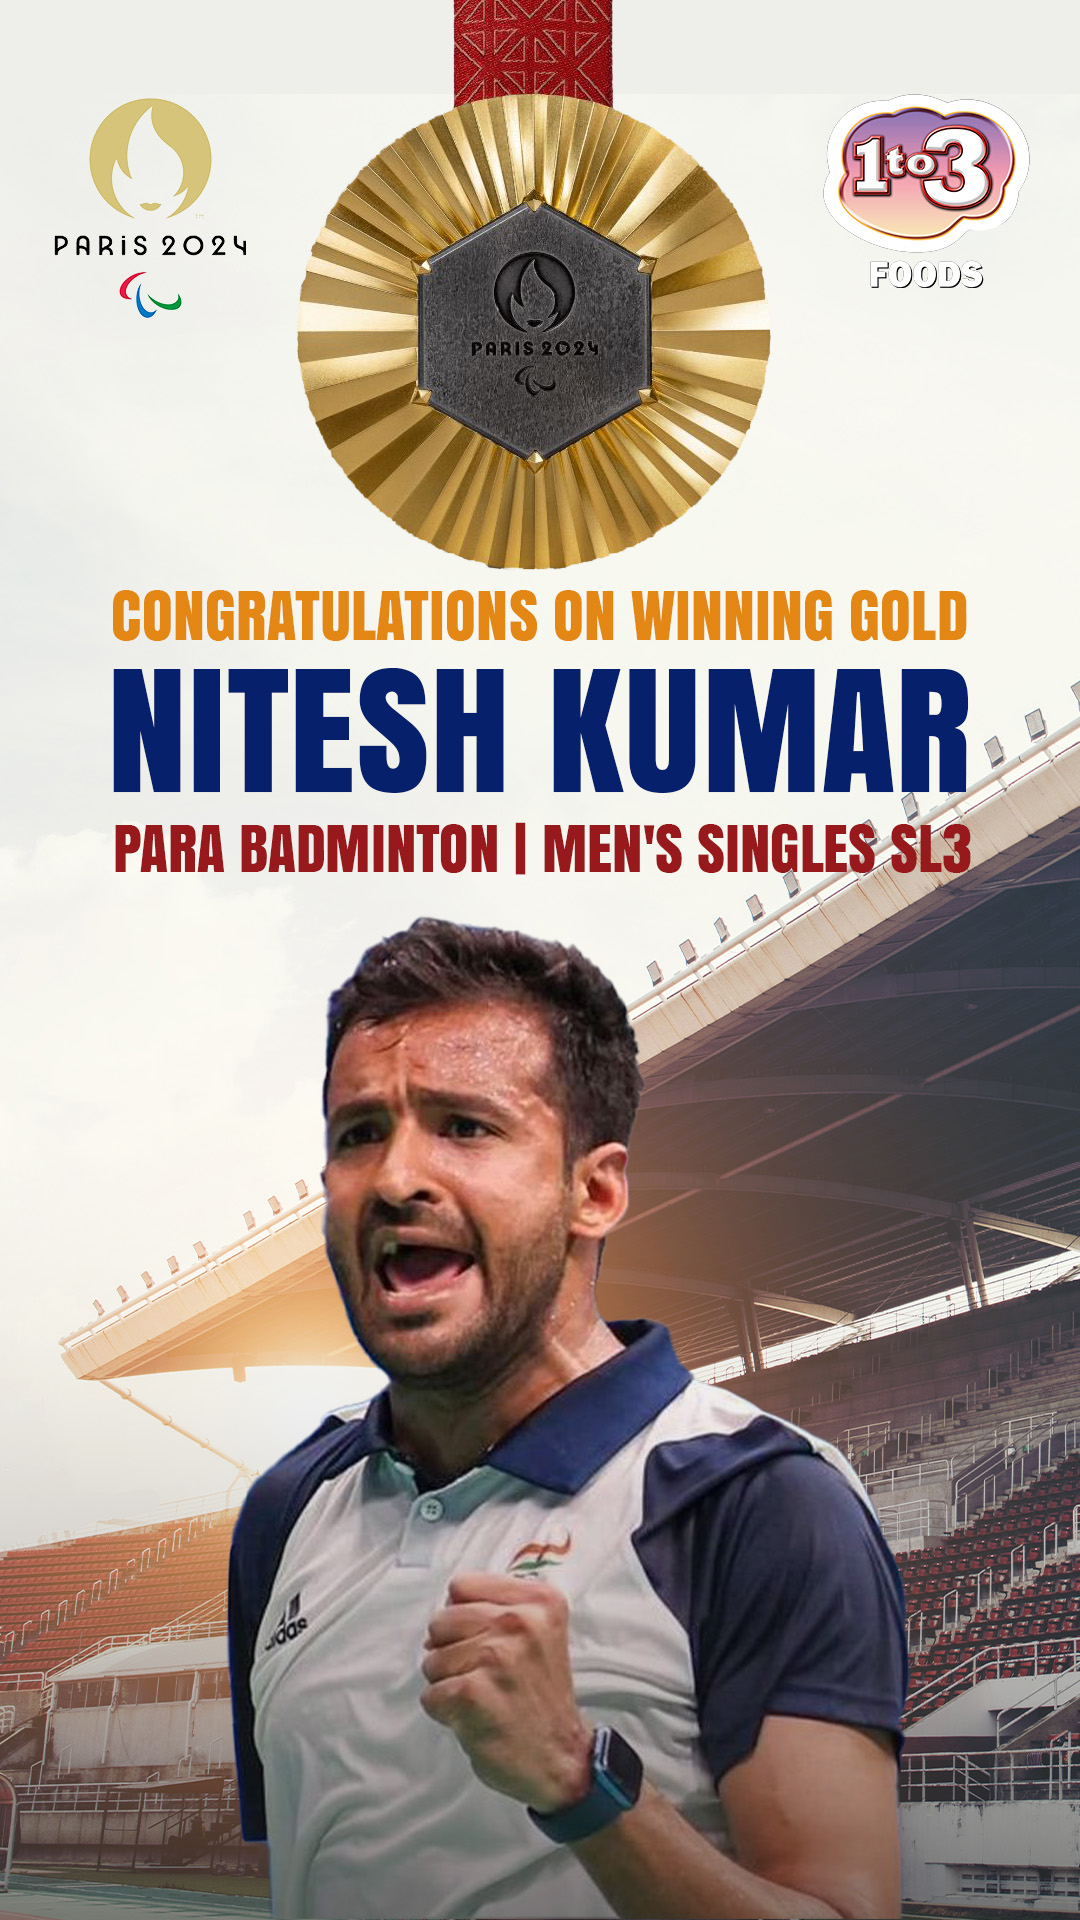 PARIS 2024
1to3
FOODS
PARIS 2024
CONGRATULATIONS ON WINNING GOLD
NITESH KUMAR
PARA BADMINTON | MEN'S SINGLES SL3
adidas